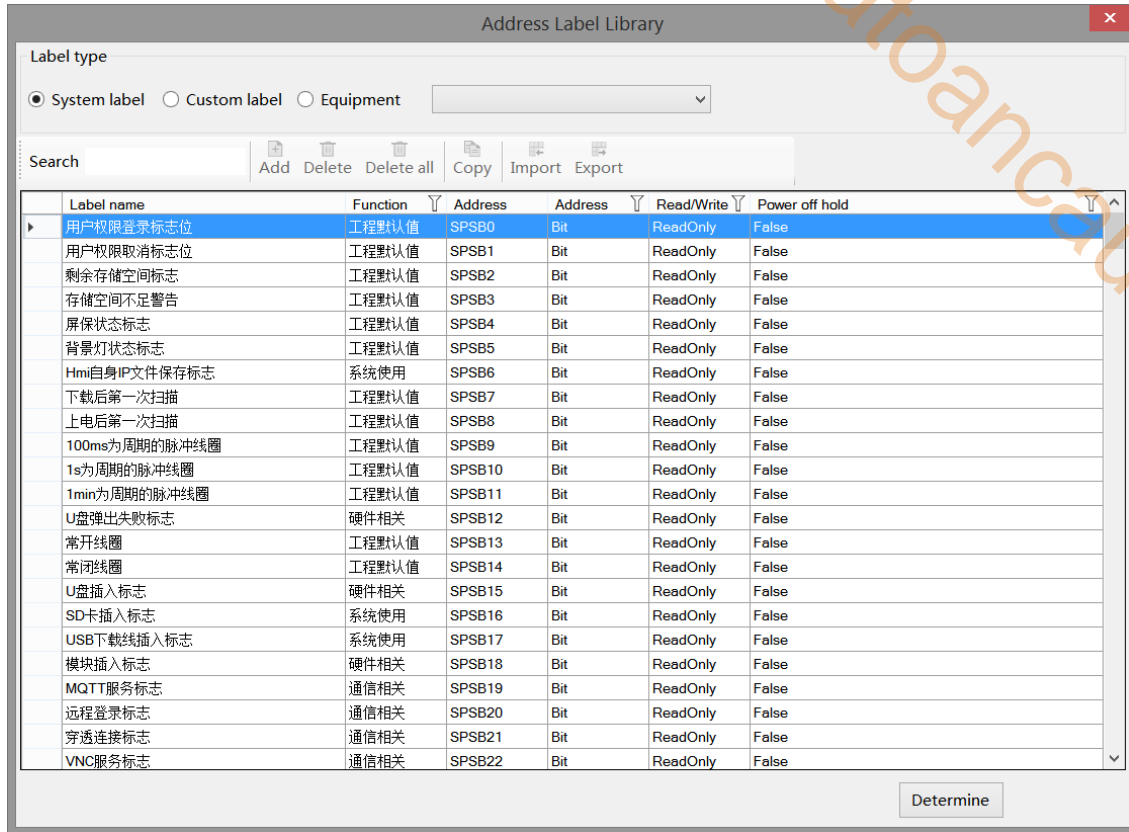 Address Label Library
Label type
System label Custom label Equipment
Search Add Delete Delete all Copy Import Export
Label name Function Address Address Read/Write Power off hold
用户权限登录标志位 工程默认值 SPSB0 Bit ReadOnly False
用户权限取消标志位 工程默认值 SPSB1 Bit ReadOnly False
剩余存储空间标志 工程默认值 SPSB2 Bit ReadOnly False
存储空间不足警告 工程默认值 SPSB3 Bit ReadOnly False
屏保状态标志 工程默认值 SPSB4 Bit ReadOnly False
背景灯状态标志 工程默认值 SPSB5 Bit ReadOnly False
Hmi自身IP文件保存标志 系统使用 SPSB6 Bit ReadOnly False
下载后第一次扫描 工程默认值 SPSB7 Bit ReadOnly False
上电后第一次扫描 工程默认值 SPSB8 Bit ReadOnly False
100ms为周期的脉冲线圈 工程默认值 SPSB9 Bit ReadOnly False
1s为周期的脉冲线圈 工程默认值 SPSB10 Bit ReadOnly False
1min为周期的脉冲线圈 工程默认值 SPSB11 Bit ReadOnly False
U盘弹出失败标志 硬件相关 SPSB12 Bit ReadOnly False
常开线圈 工程默认值 SPSB13 Bit ReadOnly False
常闭线圈 工程默认值 SPSB14 Bit ReadOnly False
U盘插入标志 硬件相关 SPSB15 Bit ReadOnly False
SD卡插入标志 系统使用 SPSB16 Bit ReadOnly False
USB下载线插入标志 系统使用 SPSB17 Bit ReadOnly False
模块插入标志 硬件相关 SPSB18 Bit ReadOnly False
MQTT服务标志 通信相关 SPSB19 Bit ReadOnly False
远程登录标志 通信相关 SPSB20 Bit ReadOnly False
穿透连接标志 通信相关 SPSB21 Bit ReadOnly False
VNC服务标志 通信相关 SPSB22 Bit ReadOnly False
Determine